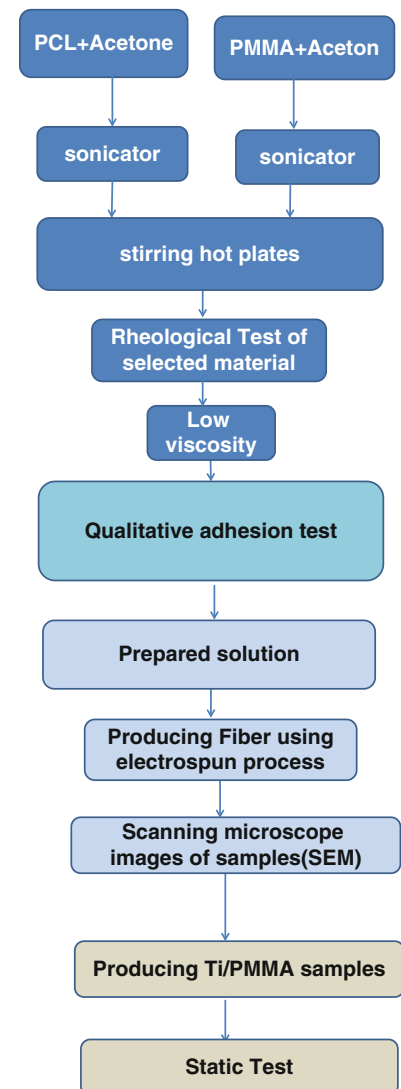 PCL+Acetone
PMMA+Aceton
sonicator
sonicator
stirring hot plates
Rheological Test of
selected material
Low
viscosity
Qualitative adhesion test
Prepared solution
Producing Fiber using
electrospun process
Scanning microscope
images of samples(SEM)
Producing Ti/PMMA samples
Static Test